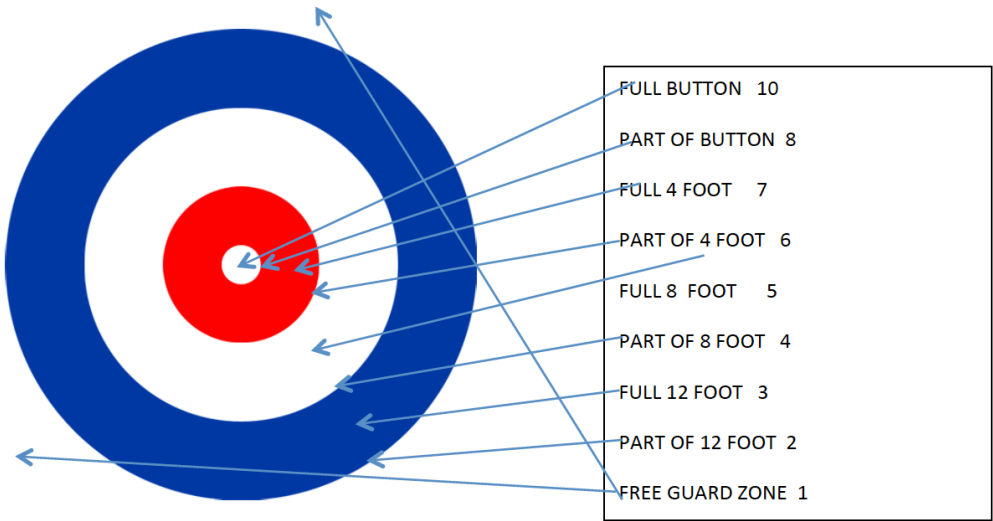 FULL BUTTON 10
PART OF BUTTON 8
FULL 4 FOOT 7
PART OF 4 FOOT 6
FULL 8 FOOT 5
PART OF 8 FOOT 4
FULL 12 FOOT 3
PART OF 12 FOOT 2
FREE GUARD ZONE 1